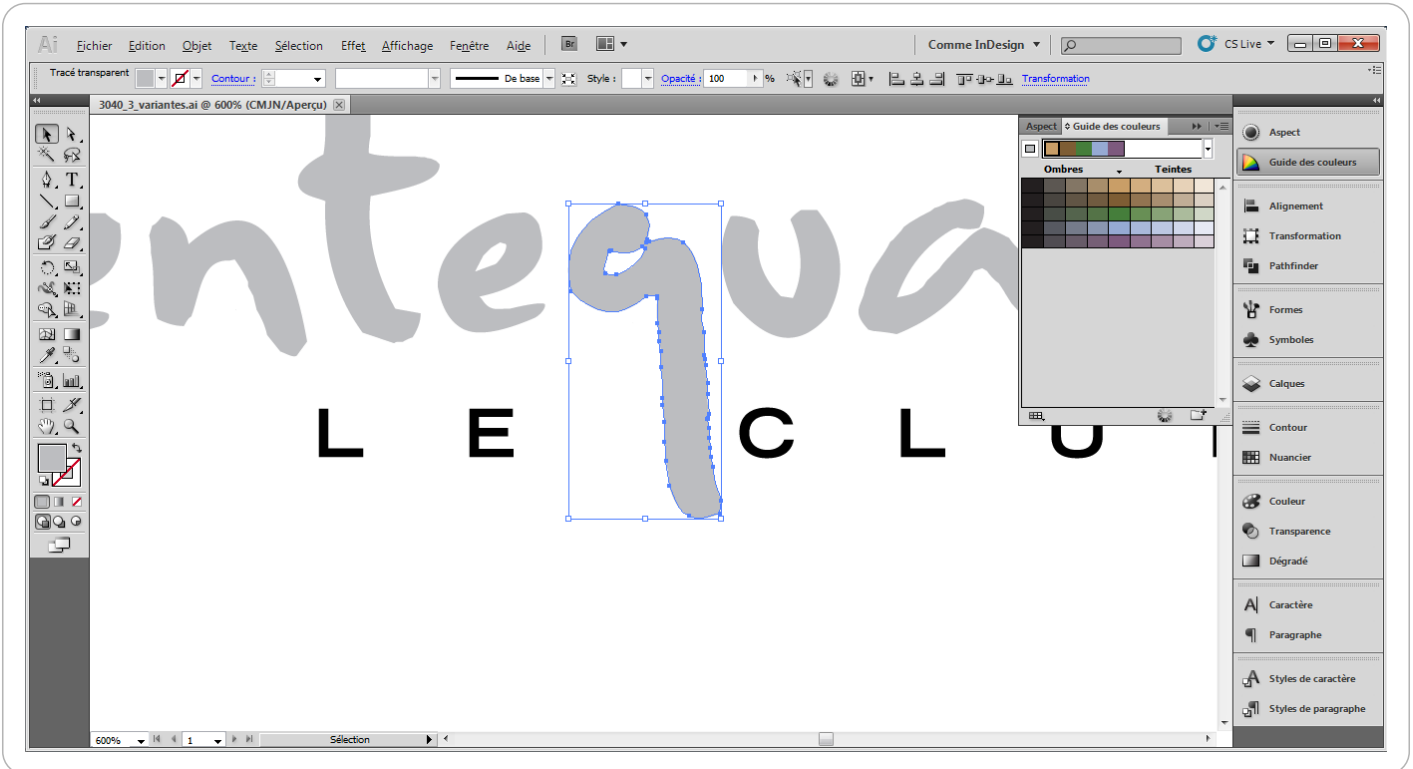 Ai Fichier Edition Objet Texte Sélection Effet Affichage Fenêtre Aide Br Comme InDesign CS Live
Tracé transparent Contour : De base Style : Opacité : 100 % Transformation
3040_3_variantes.ai @ 600% (CMJN/Aperçu)
Aspect Guide des couleurs
Ombres Teintes
Aspect
Guide des couleurs
Alignement
Transformation
Pathfinder
Formes
Symboles
Calques
Contour
Nuancier
Couleur
Transparence
Dégradé
Caractère
Paragraphe
Styles de caractère
Styles de paragraphe
entequa
LE CLU
600% 1 Sélection